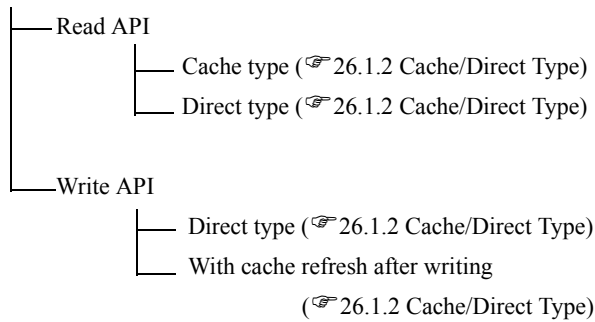 Read API
Cache type (☞26.1.2 Cache/Direct Type)
Direct type (☞26.1.2 Cache/Direct Type)
Write API
Direct type (☞26.1.2 Cache/Direct Type)
With cache refresh after writing
(☞26.1.2 Cache/Direct Type)